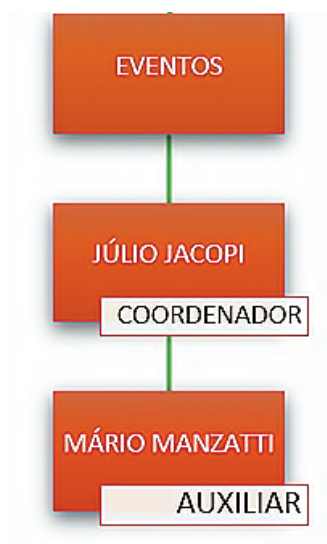 EVENTOS
JÚLIO JACOPI
COORDENADOR
MÁRIO MANZATTI
AUXILIAR